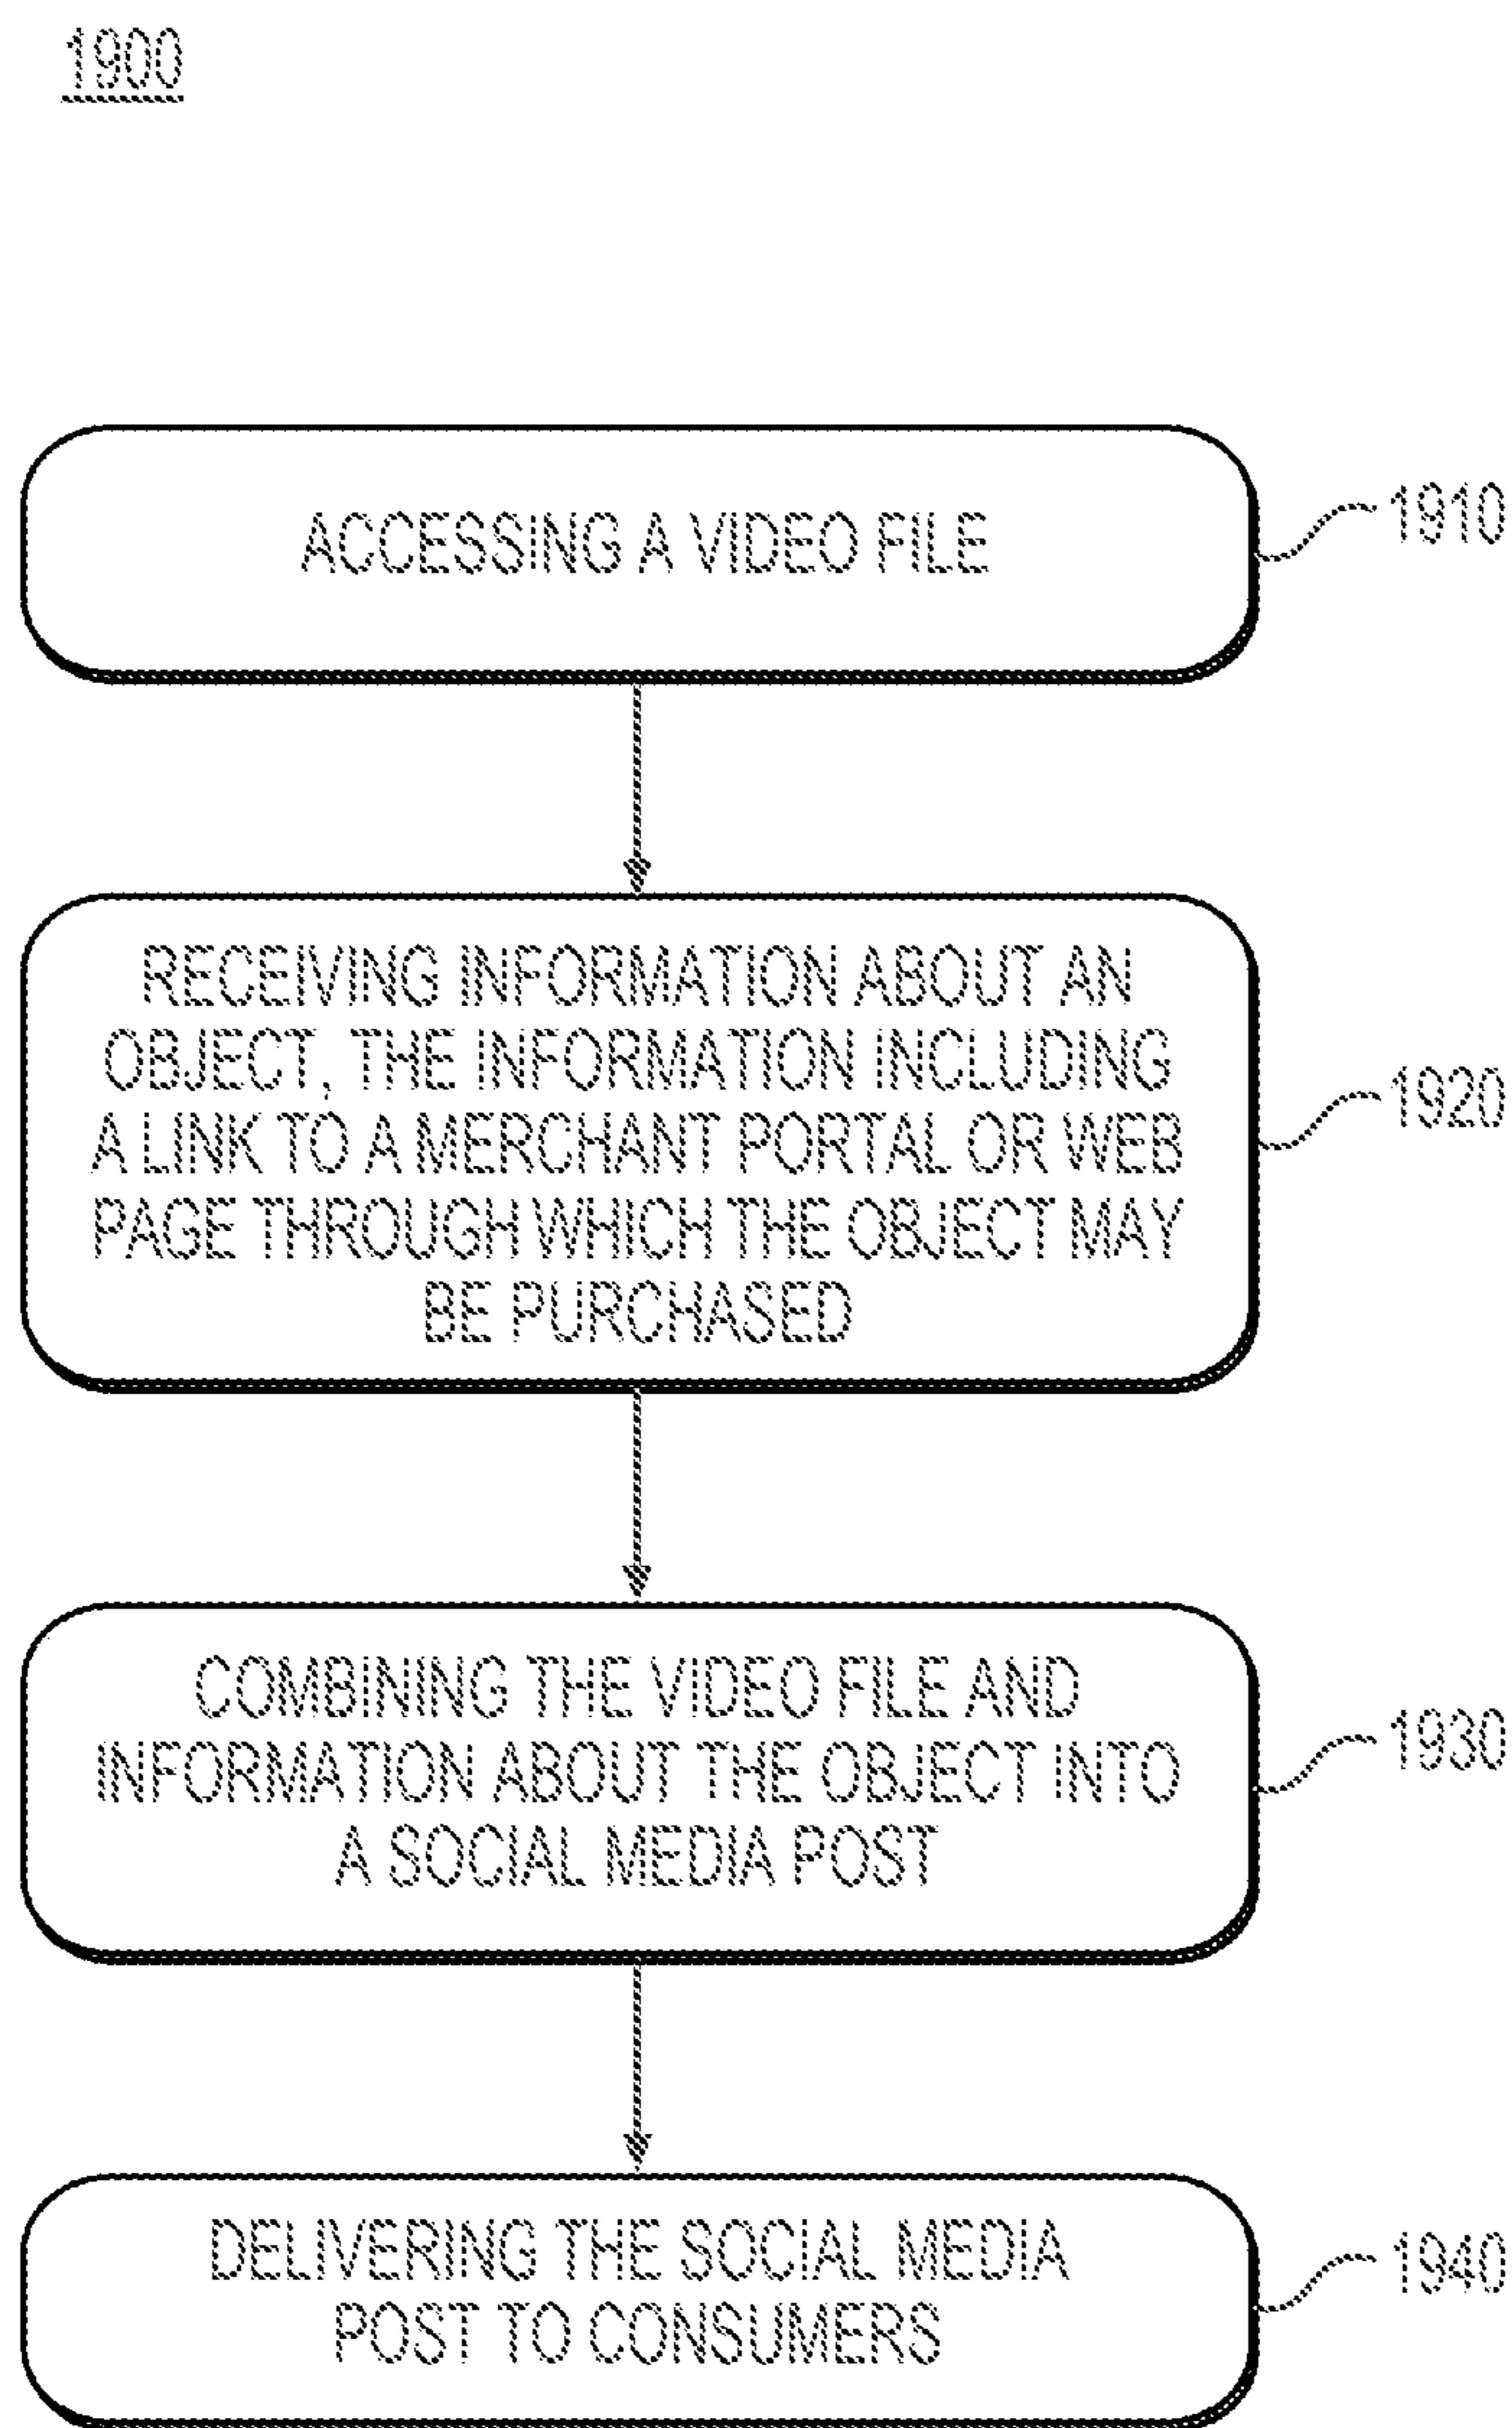 1900
ACCESSING A VIDEO FILE
1910
RECEIVING INFORMATION ABOUT AN
OBJECT, THE INFORMATION INCLUDING
A LINK TO A MERCHANT PORTAL OR WEB
PAGE THROUGH WHICH THE OBJECT MAY
BE PURCHASED
1920
COMBINING THE VIDEO FILE AND
INFORMATION ABOUT THE OBJECT INTO
A SOCIAL MEDIA POST
1930
DELIVERING THE SOCIAL MEDIA
POST TO CONSUMERS
1940